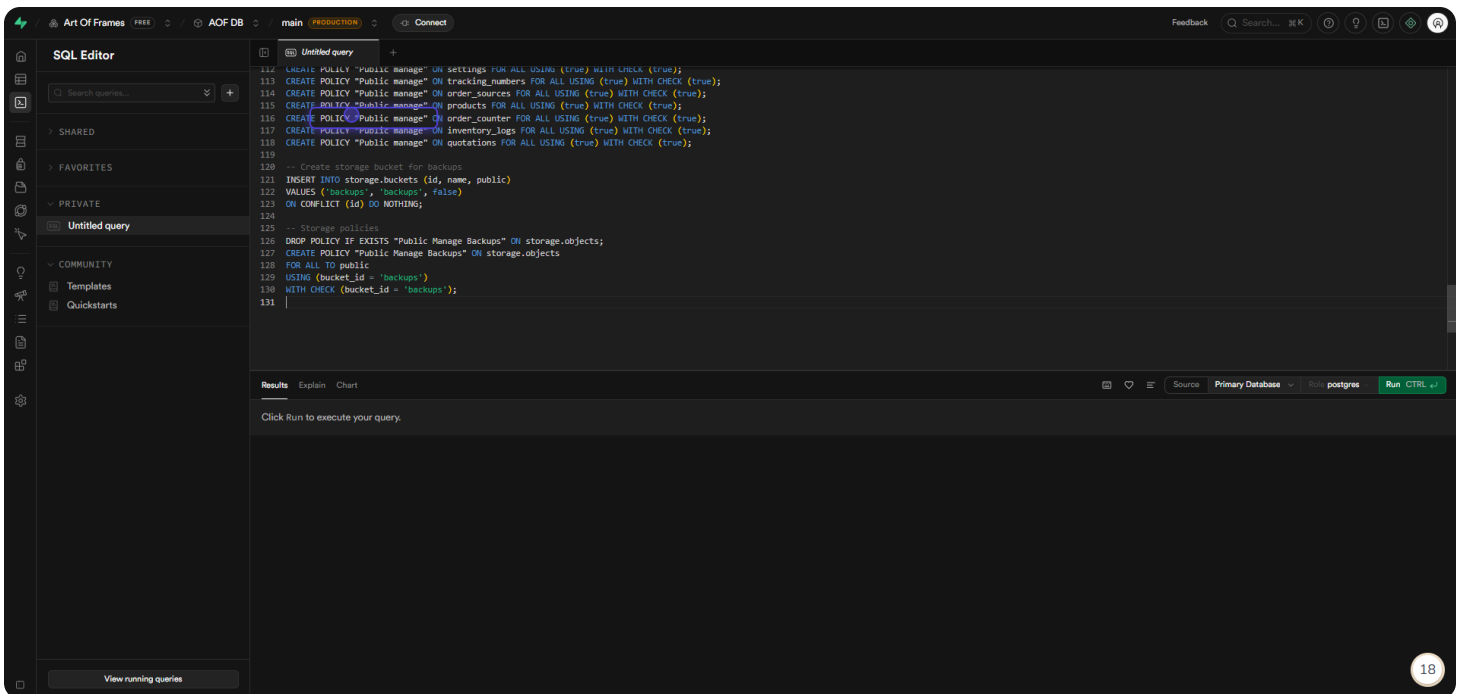 Art Of Frames FREE / AOF DB / main PRODUCTION Connect
Feedback Search... ⌘K
SQL Editor
Untitled query +
Search queries... +
SHARED
FAVORITES
PRIVATE
SQL Untitled query
COMMUNITY
Templates
Quickstarts
View running queries
112 CREATE POLICY "Public manage" ON settings FOR ALL USING (true) WITH CHECK (true);
113 CREATE POLICY "Public manage" ON tracking_numbers FOR ALL USING (true) WITH CHECK (true);
114 CREATE POLICY "Public manage" ON order_sources FOR ALL USING (true) WITH CHECK (true);
115 CREATE POLICY "Public manage" ON products FOR ALL USING (true) WITH CHECK (true);
116 CREATE POLICY "Public manage" ON order_counter FOR ALL USING (true) WITH CHECK (true);
117 CREATE POLICY "Public manage" ON inventory_logs FOR ALL USING (true) WITH CHECK (true);
118 CREATE POLICY "Public manage" ON quotations FOR ALL USING (true) WITH CHECK (true);
119
120 -- Create storage bucket for backups
121 INSERT INTO storage.buckets (id, name, public)
122 VALUES ('backups', 'backups', false)
123 ON CONFLICT (id) DO NOTHING;
124
125 -- Storage policies
126 DROP POLICY IF EXISTS "Public Manage Backups" ON storage.objects;
127 CREATE POLICY "Public Manage Backups" ON storage.objects
128 FOR ALL TO public
129 USING (bucket_id = 'backups')
130 WITH CHECK (bucket_id = 'backups');
131
Results Explain Chart
Source Primary Database Role postgres Run CTRL ↵
Click Run to execute your query.
18